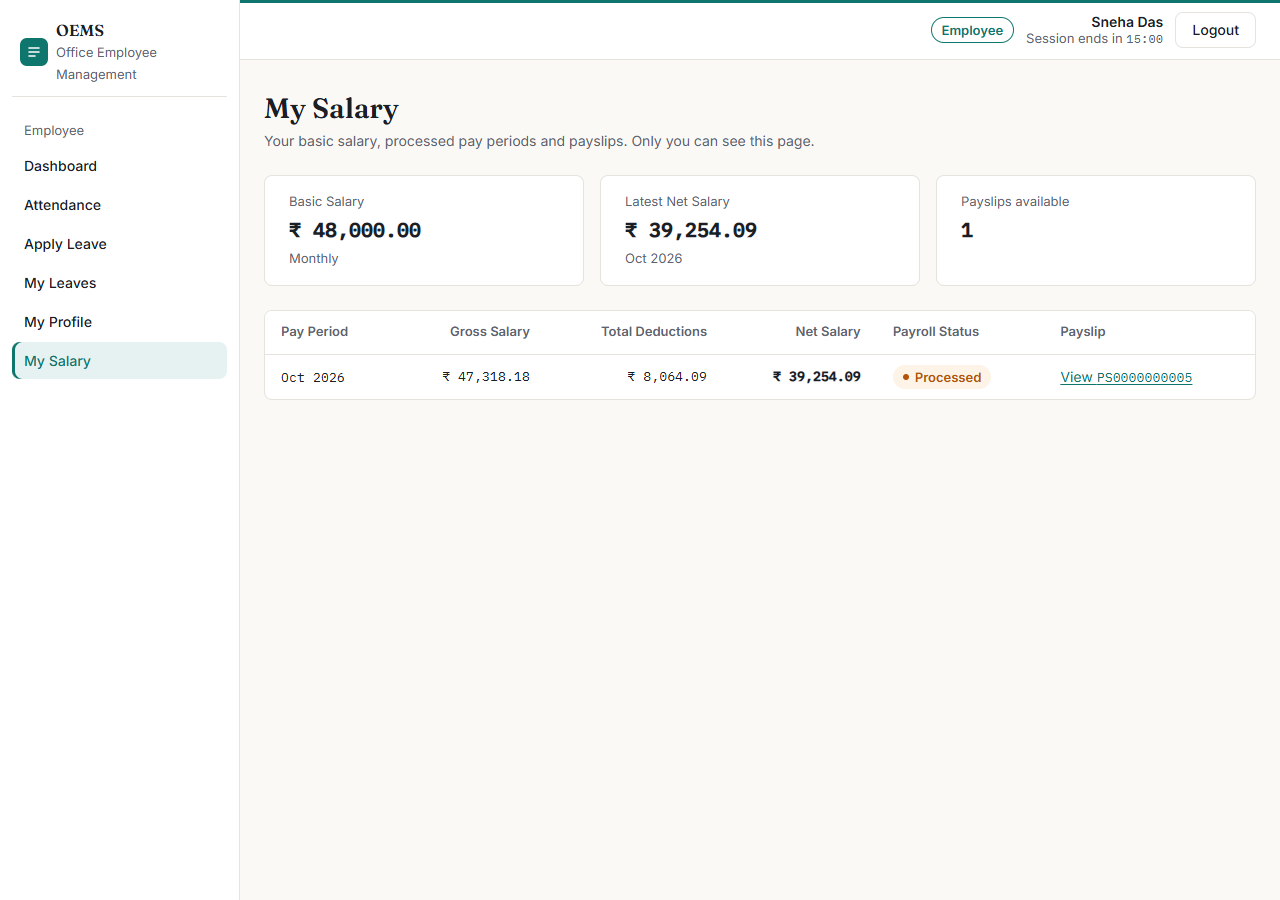 OEMS
Office Employee
Management
Employee
Dashboard
Attendance
Apply Leave
My Leaves
My Profile
My Salary
Employee
Sneha Das
Session ends in 15:00
Logout
My Salary
Your basic salary, processed pay periods and payslips. Only you can see this page.
Basic Salary
₹ 48,000.00
Monthly
Latest Net Salary
₹ 39,254.09
Oct 2026
Payslips available
1
Pay Period Gross Salary Total Deductions Net Salary Payroll Status Payslip
Oct 2026 ₹ 47,318.18 ₹ 8,064.09 ₹ 39,254.09 Processed View PS0000000005